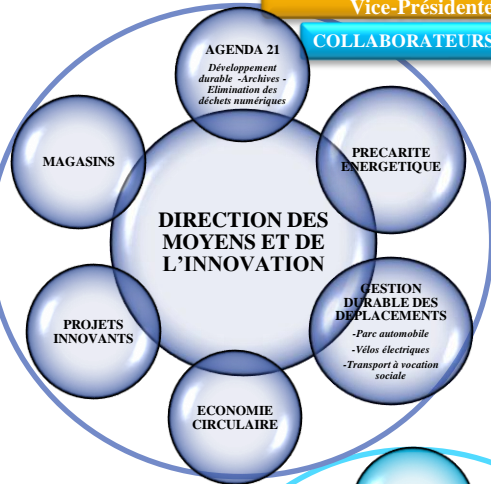 Vice-Présidente
COLLABORATEURS
AGENDA 21
Développement
durable -Archives -
Elimination des
déchets numériques
MAGASINS
PRECARITE
ENERGETIQUE
DIRECTION DES
MOYENS ET DE
L'INNOVATION
GESTION
DURABLE DES
DEPLACEMENTS
-Parc automobile
-Vélos électriques
-Transport à vocation
sociale
PROJETS
INNOVANTS
ECONOMIE
CIRCULAIRE